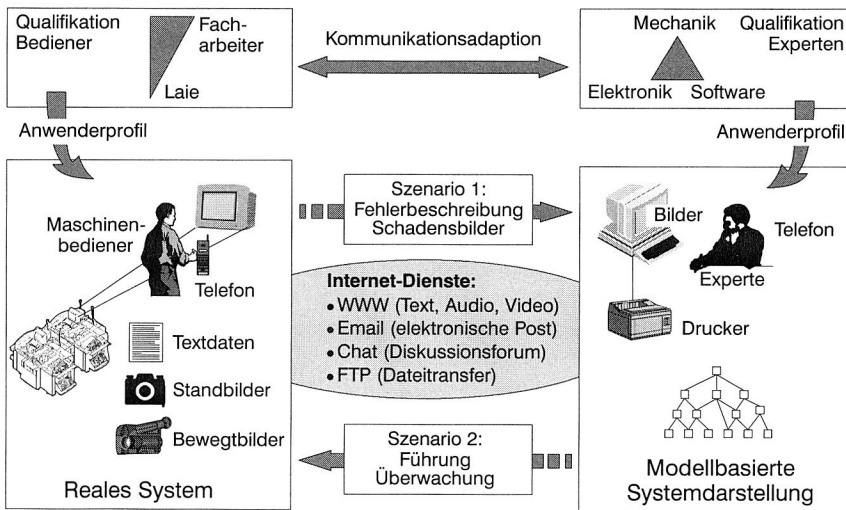 Qualifikation
Bediener
Fach-
arbeiter
Laie
Kommunikationsadaption
Mechanik
Qualifikation
Experten
Elektronik
Software
Anwenderprofil
Anwenderprofil
Maschinen-
bediener
Telefon
Textdaten
Standbilder
Bewegtbilder
Reales System
Szenario 1:
Fehlerbeschreibung
Schadensbilder
Internet-Dienste:
• WWW (Text, Audio, Video)
• Email (elektronische Post)
• Chat (Diskussionsforum)
• FTP (Dateitransfer)
Szenario 2:
Führung
Überwachung
Bilder
Telefon
Experte
Drucker
Modellbasierte
Systemdarstellung